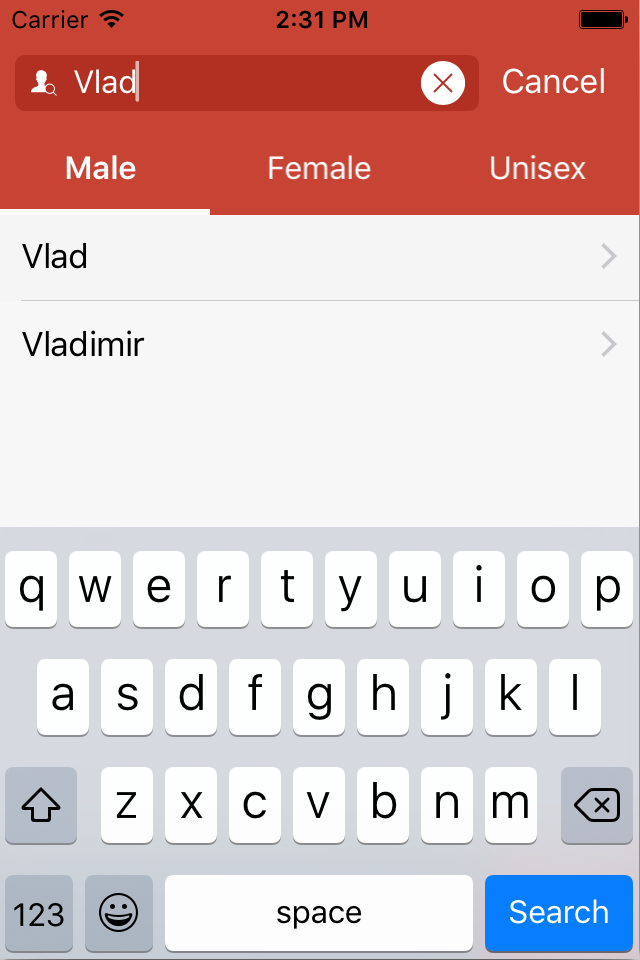 Carrier 2:31 PM
Vlad Cancel
Male Female Unisex
Vlad
Vladimir
q w e r t y u i o p
a s d f g h j k l
z x c v b n m
123 space Search